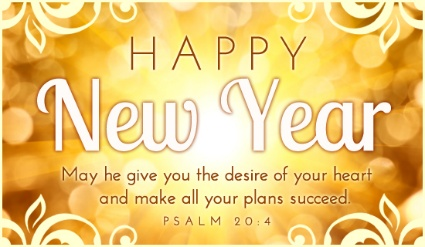 HAPPY
New Year
May he give you the desire of your heart
and make all your plans succeed.
PSALM 20:4